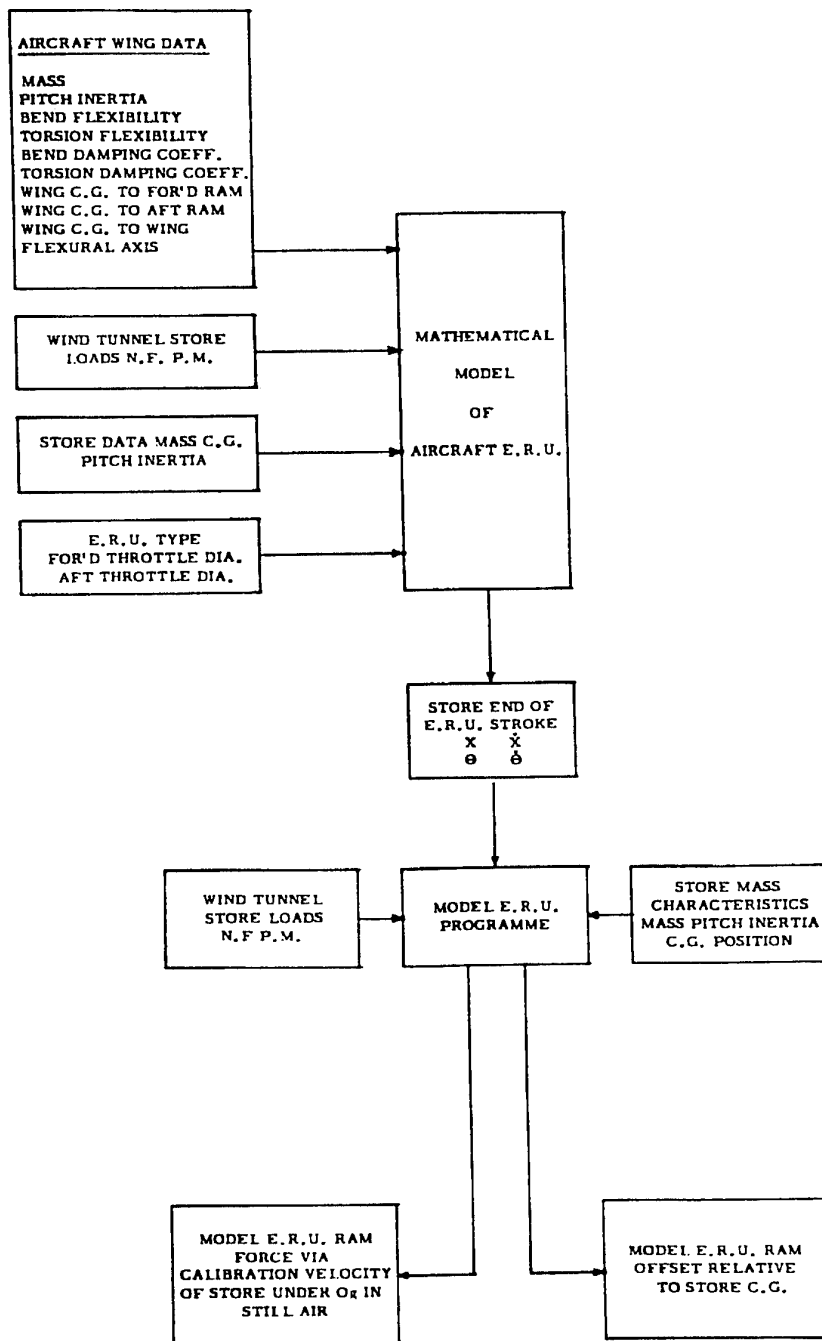 AIRCRAFT WING DATA
MASS
PITCH INERTIA
BEND FLEXIBILITY
TORSION FLEXIBILITY
BEND DAMPING COEFF.
TORSION DAMPING COEFF.
WING C.G. TO FOR'D RAM
WING C.G. TO AFT RAM
WING C.G. TO WING
FLEXURAL AXIS
WIND TUNNEL STORE
LOADS N.F. P.M.
STORE DATA MASS C.G.
PITCH INERTIA
E.R.U. TYPE
FOR'D THROTTLE DIA.
AFT THROTTLE DIA.
MATHEMATICAL
MODEL
OF
AIRCRAFT E.R.U.
STORE END OF
E.R.U. STROKE
X Ẋ
Θ Θ̇
WIND TUNNEL
STORE LOADS
N.F P.M.
MODEL E.R.U.
PROGRAMME
STORE MASS
CHARACTERISTICS
MASS PITCH INERTIA
C.G. POSITION
MODEL E.R.U. RAM
FORCE VIA
CALIBRATION VELOCITY
OF STORE UNDER Og IN
STILL AIR
MODEL E.R.U. RAM
OFFSET RELATIVE
TO STORE C.G.